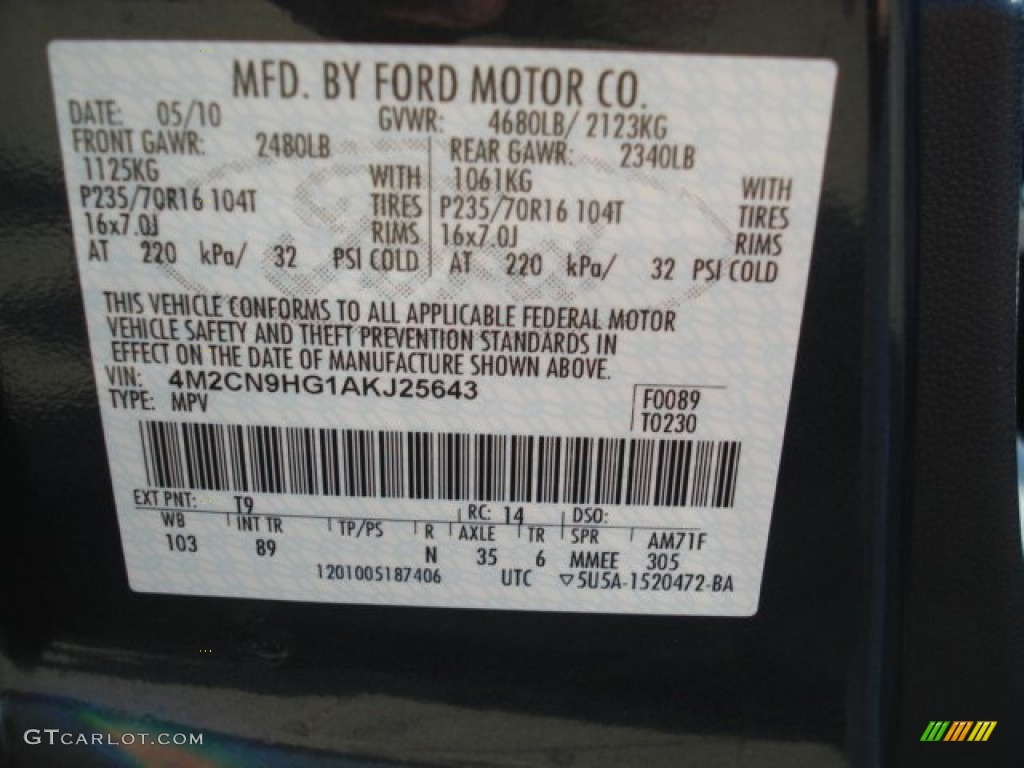 MFD. BY FORD MOTOR CO.
DATE: 05/10 GVWR: 4680LB/ 2123KG
FRONT GAWR: 2480LB REAR GAWR: 2340LB
1125KG WITH 1061KG WITH
P235/70R16 104T TIRES P235/70R16 104T TIRES
16x7.0J RIMS 16x7.0J RIMS
AT 220 kPa/ 32 PSI COLD AT 220 kPa/ 32 PSI COLD
THIS VEHICLE CONFORMS TO ALL APPLICABLE FEDERAL MOTOR
VEHICLE SAFETY AND THEFT PREVENTION STANDARDS IN
EFFECT ON THE DATE OF MANUFACTURE SHOWN ABOVE.
VIN: 4M2CN9HG1AKJ25643
TYPE: MPV
F0089
T0230
EXT PNT: T9 RC: 14 DSO:
WB INT TR TP/PS R AXLE TR SPR AM71F
103 89 N 35 6 MMEE 305
1201005187406 UTC ▽5U5A-1520472-BA
GTCARLOT.COM